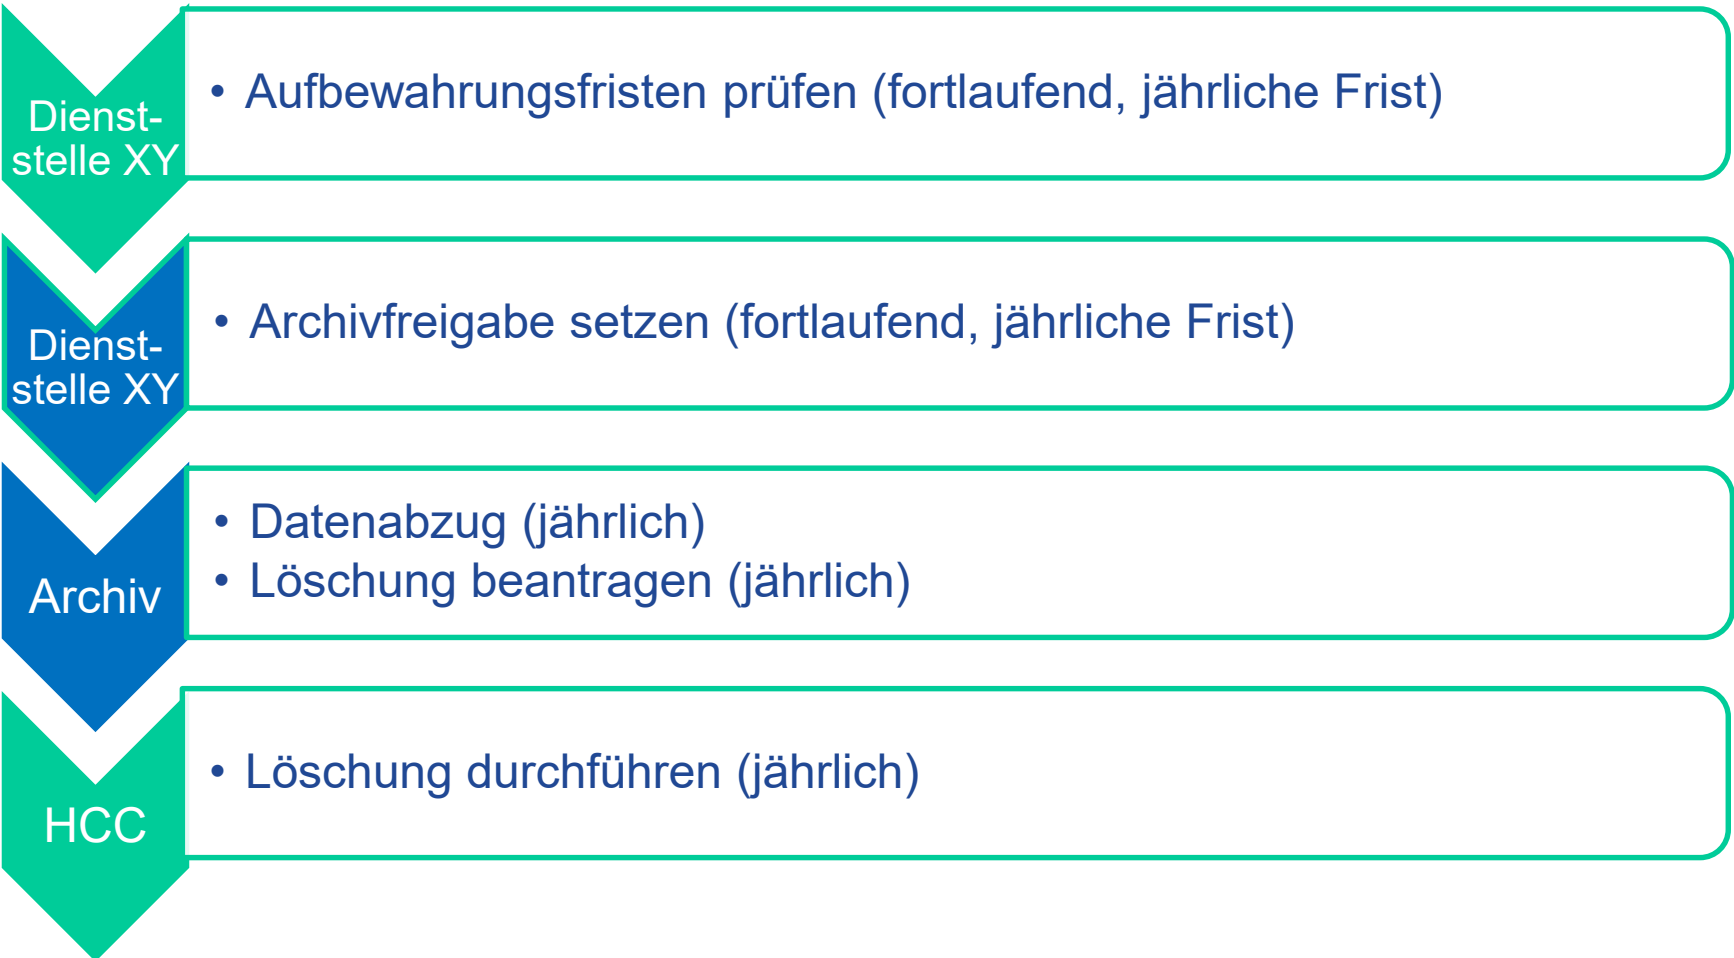 Dienst-
stelle XY
• Aufbewahrungsfristen prüfen (fortlaufend, jährliche Frist)
Dienst-
stelle XY
• Archivfreigabe setzen (fortlaufend, jährliche Frist)
Archiv
• Datenabzug (jährlich)
• Löschung beantragen (jährlich)
HCC
• Löschung durchführen (jährlich)